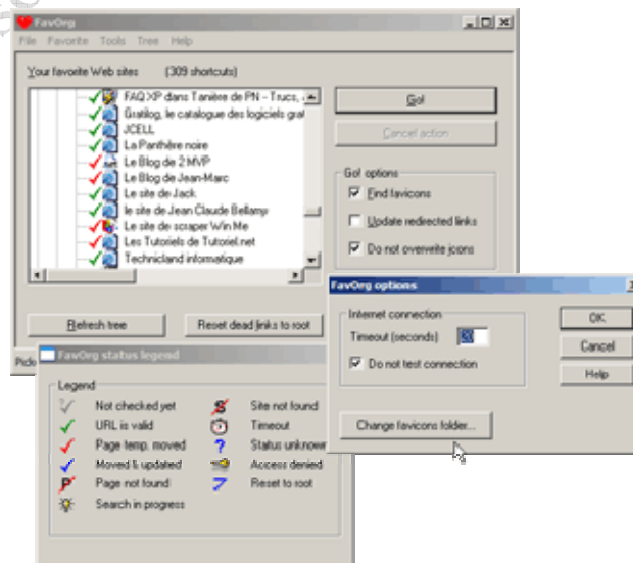 FavOrg
File Favorite Tools Tree Help
Your favorite Web sites (309 shortcuts)
FAQ XP dans Tanière de PN - Trucs,
Gratilog, le catalogue des logiciels grat
JCELL
La Panthère noire
Le Blog de 2 MVP
Le Blog de Jean-Marc
Le site de Jack
le site de Jean Claude Bellamy
Le site de scraper Win Me
Les Tutoriels de Tutoriel.net
Technicland informatique
Go!
Cancel action
Go! options
Find favicons
Update redirected links
Do not overwrite icons
Refresh tree
Reset dead links to root
FavOrg options
Internet connection
Timeout (seconds)
Do not test connection
OK
Cancel
Help
Change favicons folder...
FavOrg status legend
Legend
Not checked yet
URL is valid
Page temp. moved
Moved & updated
Page not found
Search in progress
Site not found
Timeout
Status unknown
Access denied
Reset to root